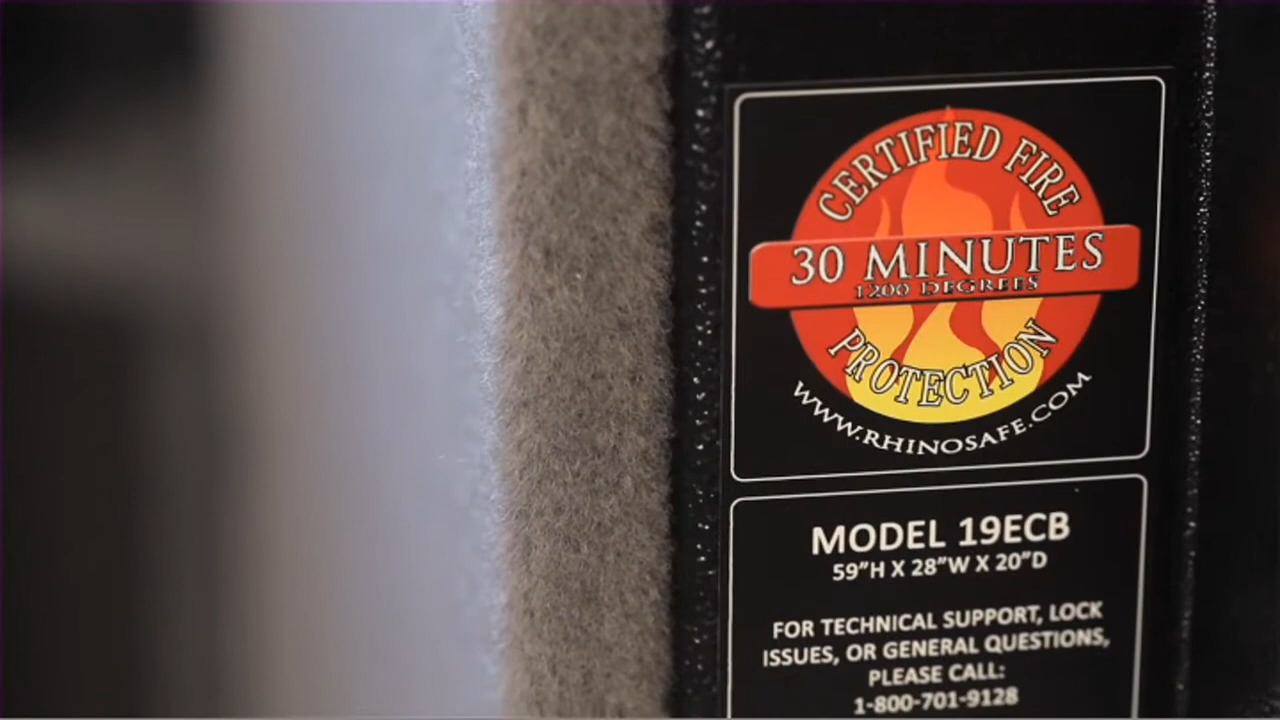 CERTIFIED FIRE
30 MINUTES
1200 DEGREES
PROTECTION
WWW.RHINOSAFE.COM
MODEL 19ECB
59"H X 28"W X 20"D
FOR TECHNICAL SUPPORT, LOCK
ISSUES, OR GENERAL QUESTIONS,
PLEASE CALL:
1-800-701-9128